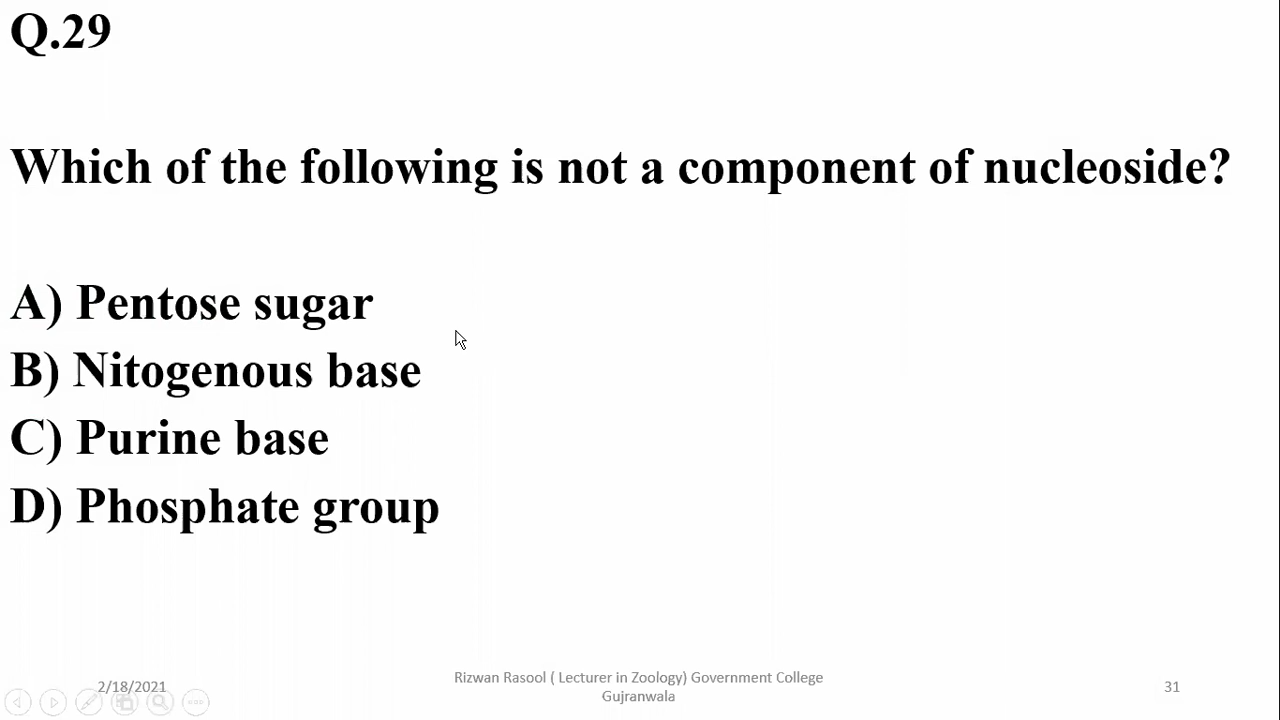 Q.29
Which of the following is not a component of nucleoside?
A) Pentose sugar
B) Nitogenous base
C) Purine base
D) Phosphate group
2/18/2021
Rizwan Rasool ( Lecturer in Zoology) Government College
Gujranwala
31